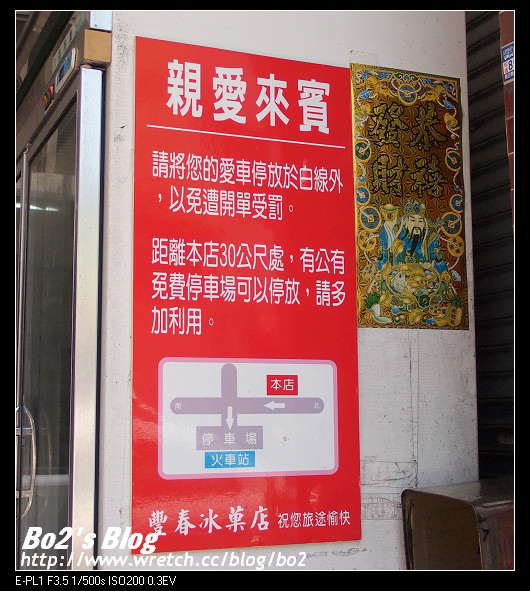 親愛來賓
請將您的愛車停放於白線外
，以免遭開單受罰。
距離本店30公尺處，有公有
免費停車場可以停放，請多
加利用。
本店
南
北
停車場
火車站
豐春冰菓店 祝您旅途愉快
恭禧
發財
Bo2's Blog
http://www.wretch.cc/blog/bo2
E-PL1 F3.5 1/500s ISO200 0.3EV